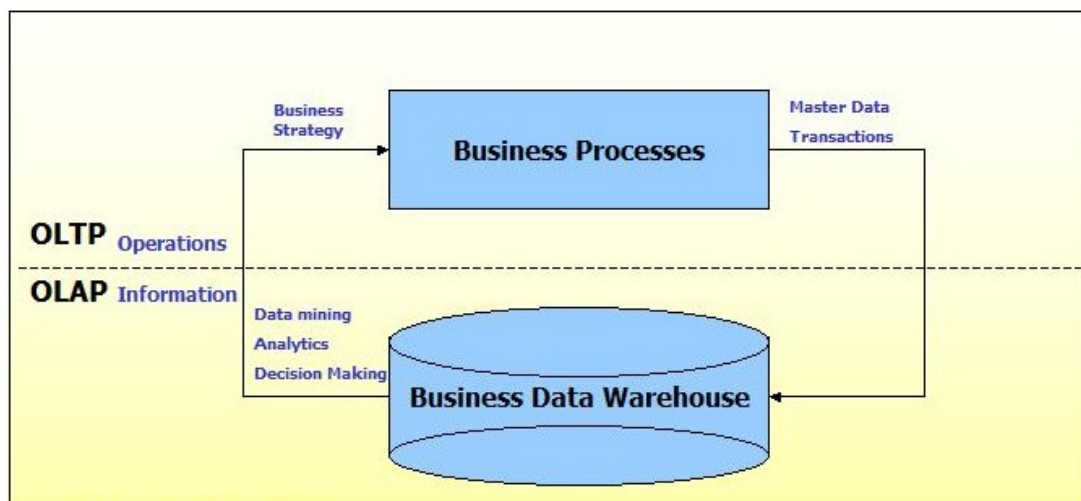 Business
Strategy
Business Processes
Master Data
Transactions
OLTP Operations
OLAP Information
Data mining
Analytics
Decision Making
Business Data Warehouse